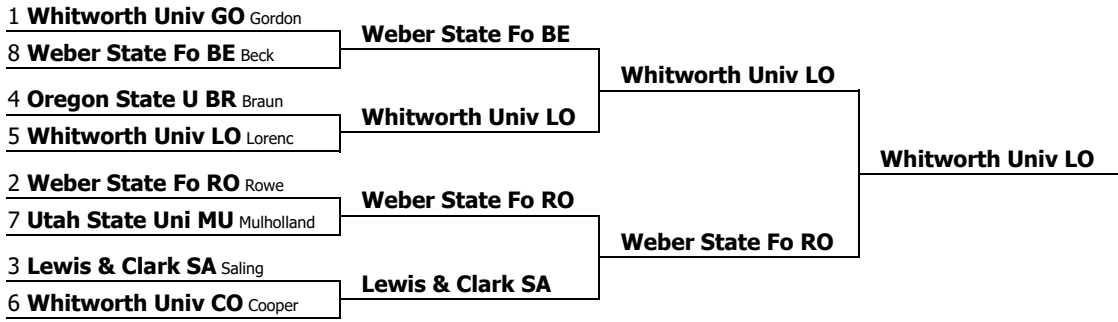 1 Whitworth Univ GO Gordon
8 Weber State Fo BE Beck
4 Oregon State U BR Braun
5 Whitworth Univ LO Lorenc
2 Weber State Fo RO Rowe
7 Utah State Uni MU Mulholland
3 Lewis & Clark SA Saling
6 Whitworth Univ CO Cooper
Weber State Fo BE
Whitworth Univ LO
Weber State Fo RO
Lewis & Clark SA
Whitworth Univ LO
Weber State Fo RO
Whitworth Univ LO